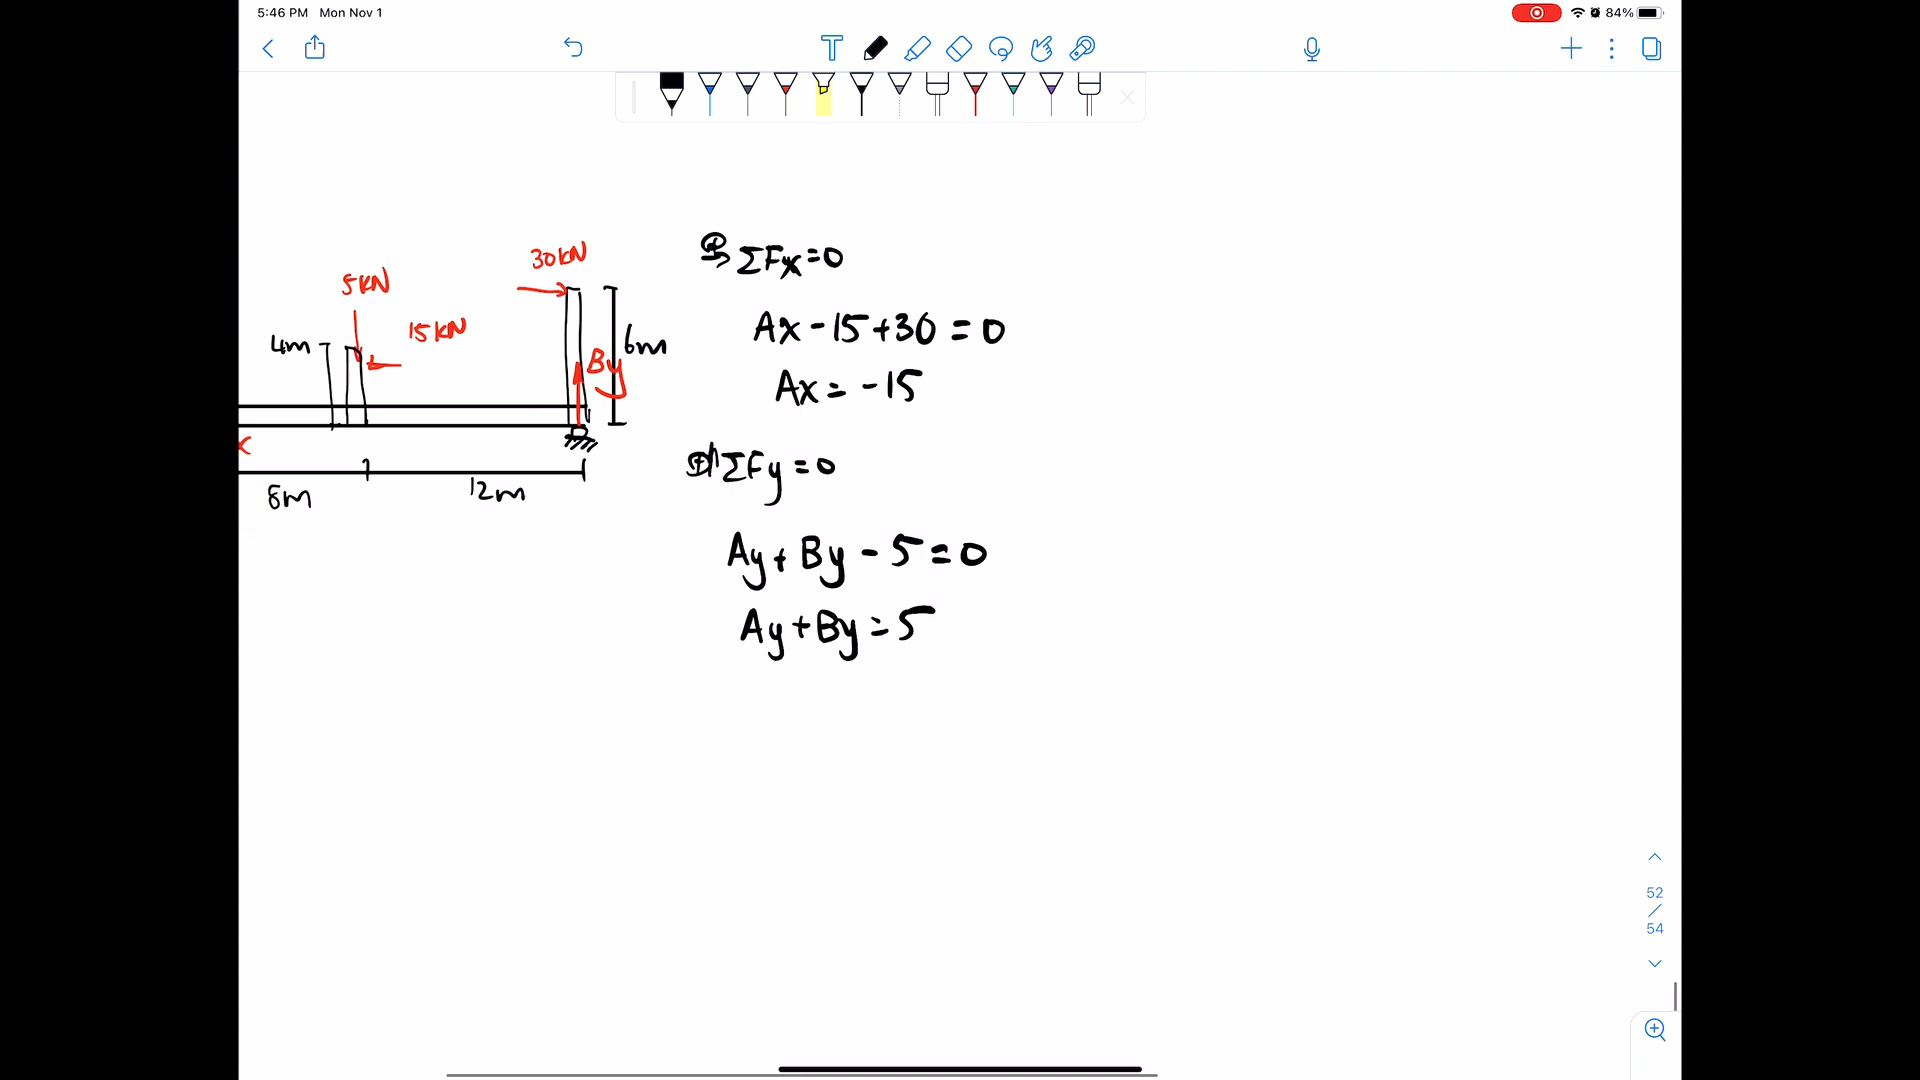 5:46 PM Mon Nov 1
84%
T
30kN
5kN
15kN
4m
6m
By
x
8m
12m
ΣFx=0
Ax-15+30=0
Ax=-15
ΣFy=0
Ay+By-5=0
Ay+By=5
52
/
54